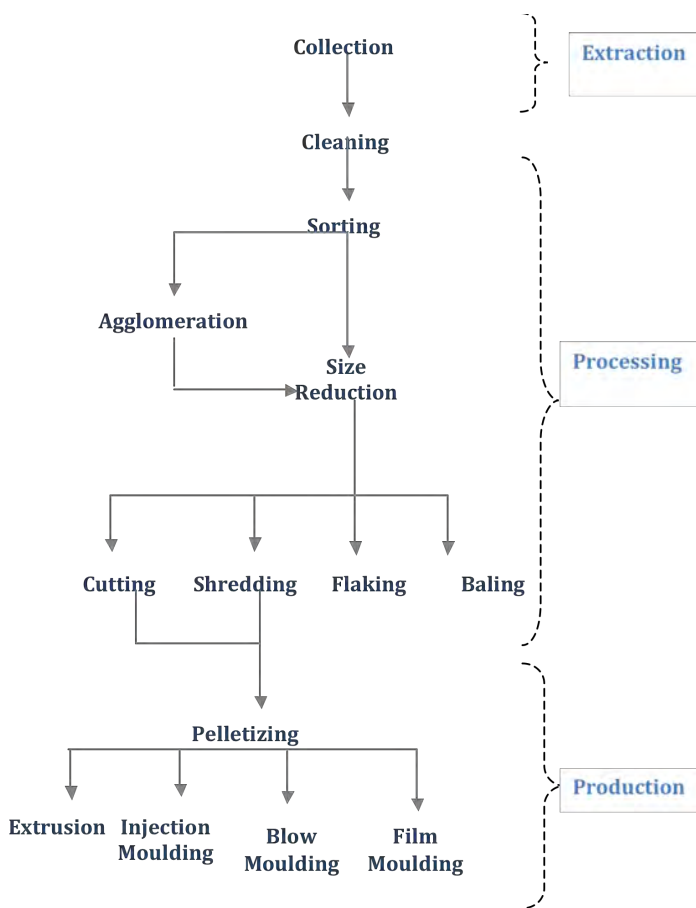 Collection
Extraction
Cleaning
Sorting
Agglomeration
Size
Reduction
Processing
Cutting Shredding Flaking Baling
Pelletizing
Production
Extrusion
Injection
Moulding
Blow
Moulding
Film
Moulding